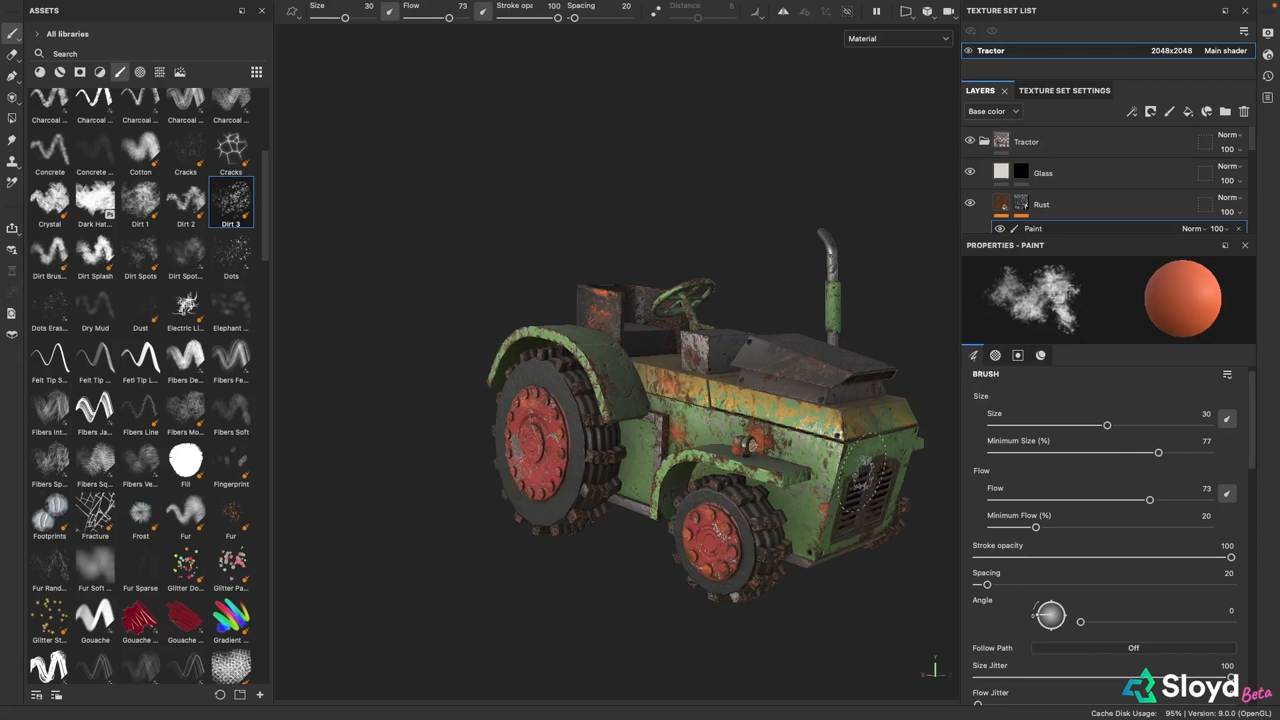 ASSETS
All libraries
Search
Charcoal ... Charcoal ... Charcoal ... Charcoal ... Charcoal ...
Concrete Concrete ... Cotton Cracks Cracks
Crystal Dark Hat... Dirt 1 Dirt 2 Dirt 3
Dirt Brus... Dirt Splash Dirt Spots Dirt Spot... Dots
Dots Eras... Dry Mud Dust Electric Li... Elephant ...
Felt Tip S... Felt Tip ... Fetl Tip L... Fibers De... Fibers Fe...
Fibers Int... Fibers Ja... Fibers Line Fibers Mo... Fibers Soft
Fibers Sp... Fibers Sq... Fibers Ve... Fill Fingerprint
Footprints Fracture Frost Fur Fur
Fur Rand... Fur Soft ... Fur Sparse Glitter Do... Glitter Pa...
Glitter St... Gouache Gouache ... Gouache ... Gradient ...
Size 30 Flow 73 Stroke opa 100 Spacing 20 Distance 8
Material
TEXTURE SET LIST
Tractor 2048x2048 Main shader
LAYERS TEXTURE SET SETTINGS
Base color
Tractor Norm 100
Glass Norm 100
Rust Norm 100
Paint Norm 100
PROPERTIES - PAINT
BRUSH
Size
Size 30
Minimum Size (%) 77
Flow
Flow 73
Minimum Flow (%) 20
Stroke opacity 100
Spacing 20
Angle 0 0
Follow Path Off
Size Jitter 100
Flow Jitter
Sloyd Beta
Cache Disk Usage: 95% | Version: 9.0.0 (OpenGL)
Y